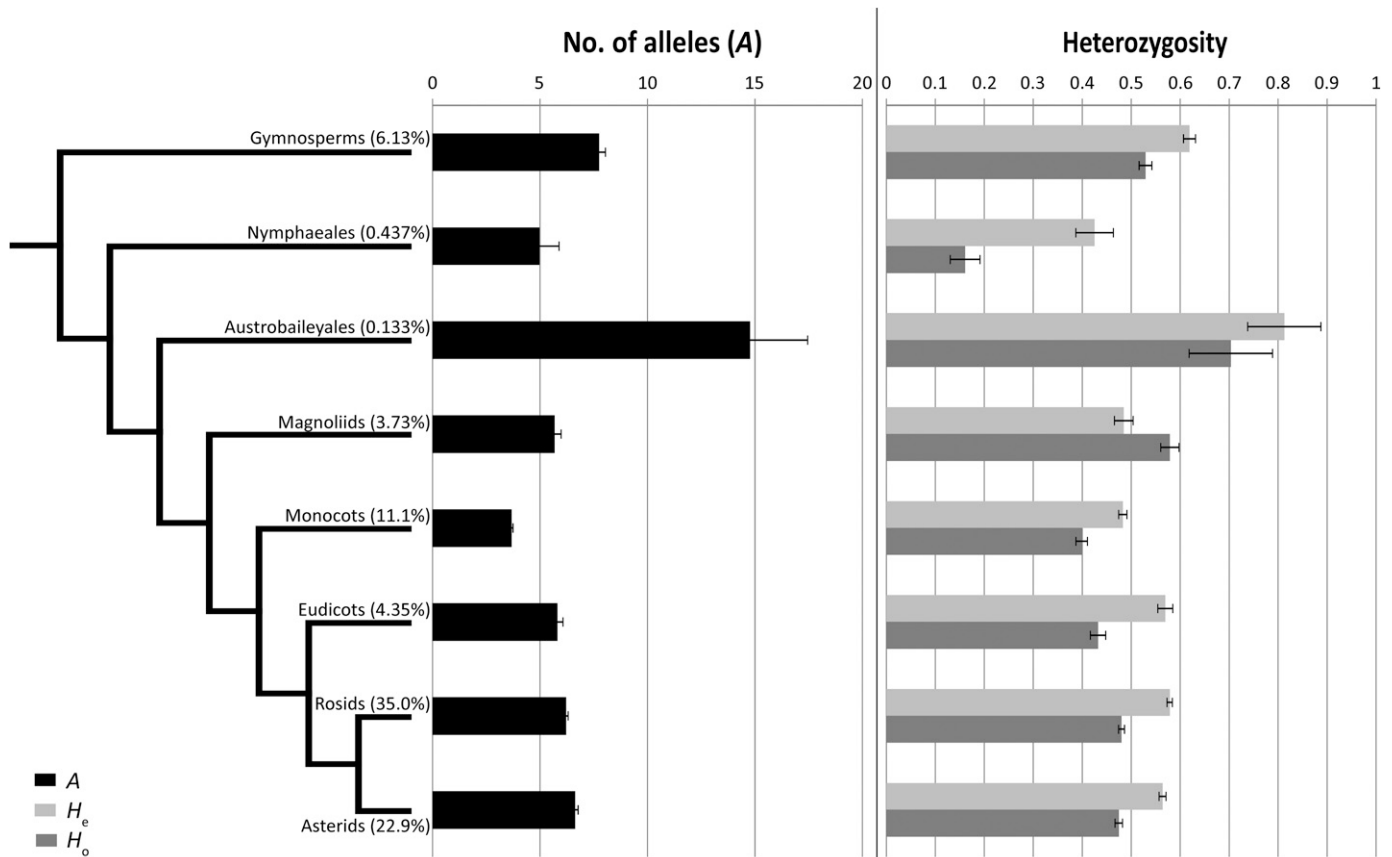 No. of alleles (A)
Heterozygosity
0 5 10 15 20
0 0.1 0.2 0.3 0.4 0.5 0.6 0.7 0.8 0.9 1
Gymnosperms (6.13%)
Nymphaeales (0.437%)
Austrobaileyales (0.133%)
Magnoliids (3.73%)
Monocots (11.1%)
Eudicots (4.35%)
Rosids (35.0%)
Asterids (22.9%)
A
He
Ho